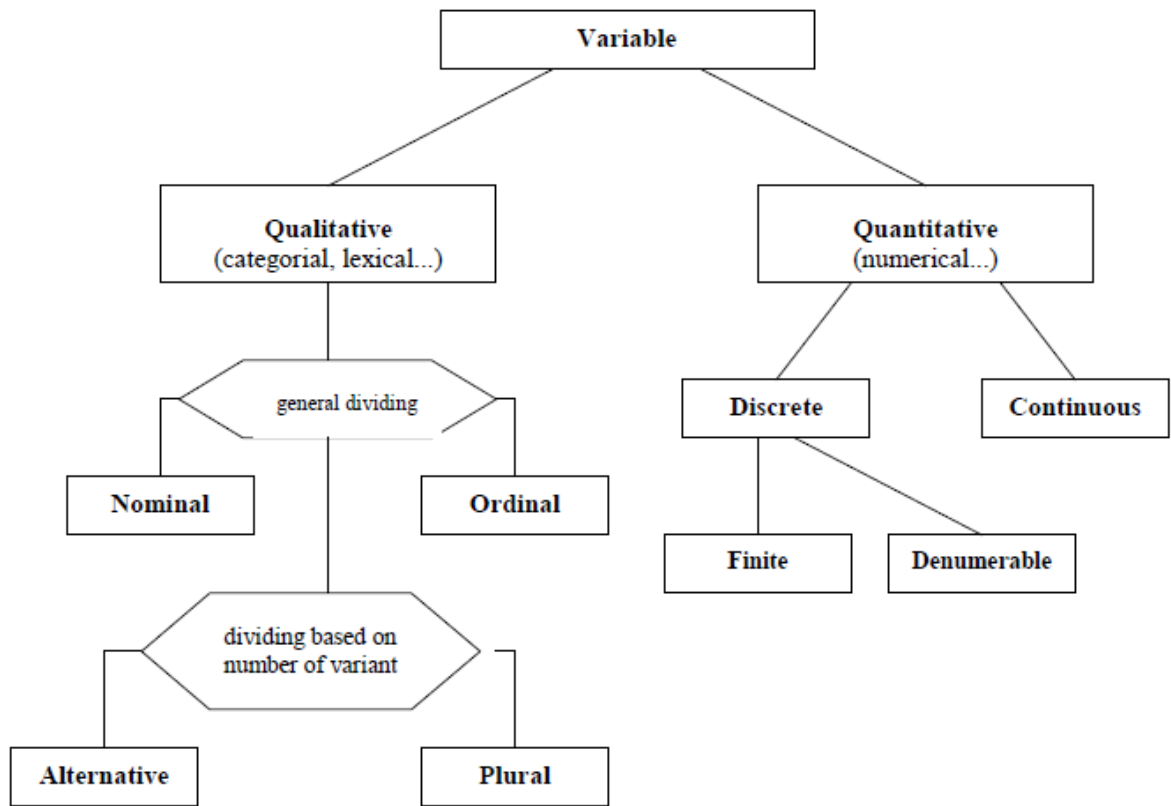 Variable
Qualitative
(categorial, lexical...)
Quantitative
(numerical...)
general dividing
Discrete
Continuous
Nominal
Ordinal
Finite
Denumerable
dividing based on
number of variant
Alternative
Plural